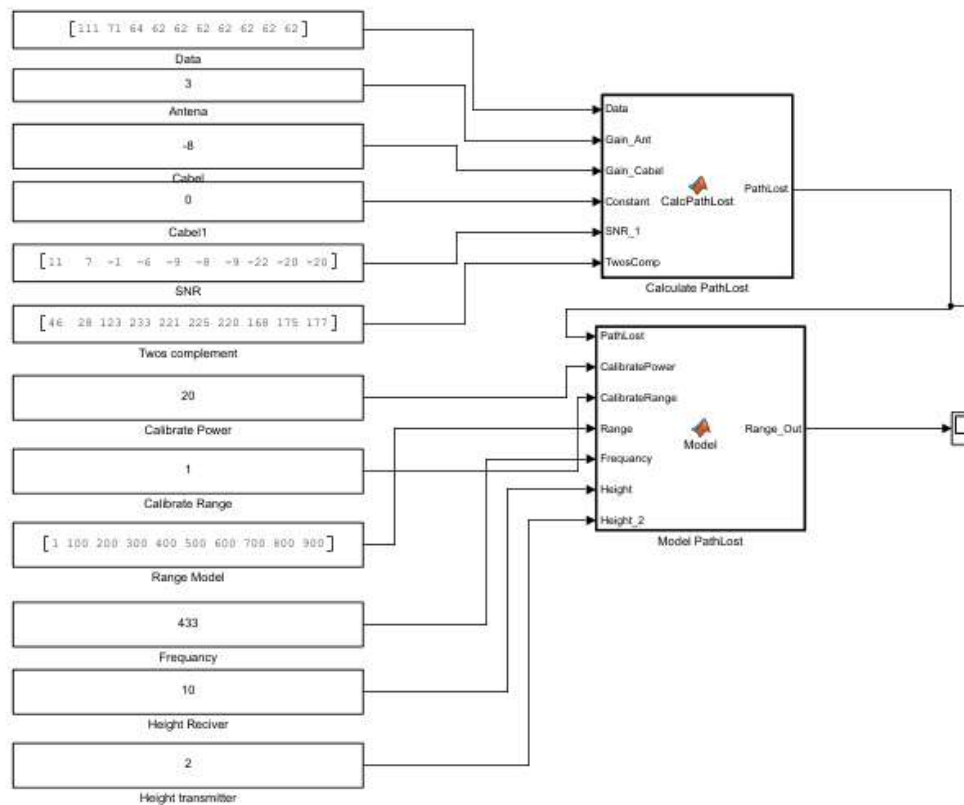 [111 71 64 62 62 62 62 62 62 62]
Data
3
Antena
-8
Cabel
0
Cabel1
[11 7 -1 -6 -9 -8 -9 -22 -20 -20]
SNR
[46 28 123 233 221 225 220 168 175 177]
Twos complement
20
Calibrate Power
1
Calibrate Range
[1 100 200 300 400 500 600 700 800 900]
Range Model
433
Frequancy
10
Height Reciver
2
Height transmitter
Data
Gain_Ant
Gain_Cabel
Constant
SNR_1
TwosComp
CalcPathLost
PathLost
Calculate PathLost
PathLost
CalibratePower
CalibrateRange
Range
Frequancy
Height
Height_2
Model
Range_Out
Model PathLost